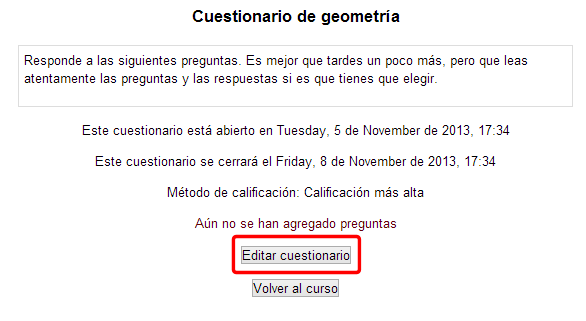 Cuestionario de geometría
Responde a las siguientes preguntas. Es mejor que tardes un poco más, pero que leas
atentamente las preguntas y las respuestas si es que tienes que elegir.
Este cuestionario está abierto en Tuesday, 5 de November de 2013, 17:34
Este cuestionario se cerrará el Friday, 8 de November de 2013, 17:34
Método de calificación: Calificación más alta
Aún no se han agregado preguntas
Editar cuestionario
Volver al curso